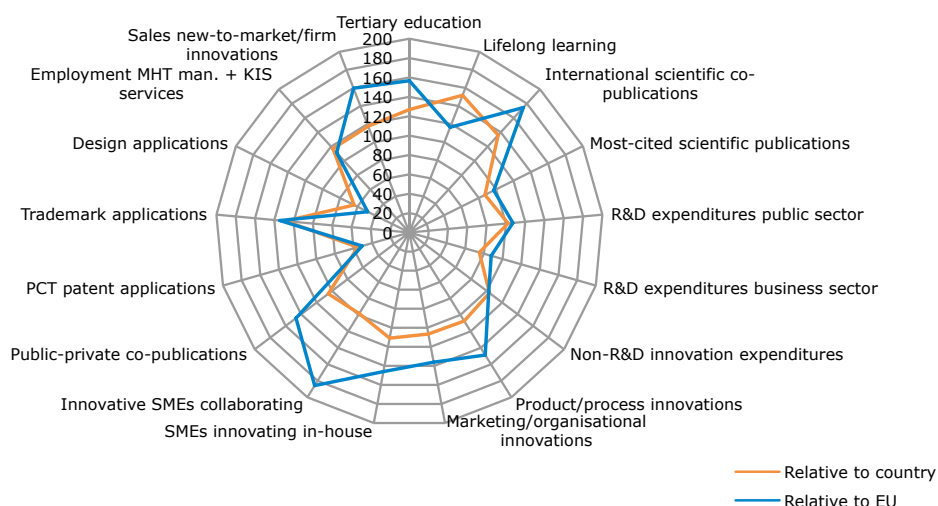 Tertiary education
Lifelong learning
International scientific co-
publications
Most-cited scientific publications
R&D expenditures public sector
R&D expenditures business sector
Non-R&D innovation expenditures
Product/process innovations
Marketing/organisational
innovations
SMEs innovating in-house
Innovative SMEs collaborating
Public-private co-publications
PCT patent applications
Trademark applications
Design applications
Employment MHT man. + KIS
services
Sales new-to-market/firm
innovations
200
180
160
140
120
100
80
60
40
20
0
Relative to country
Relative to EU